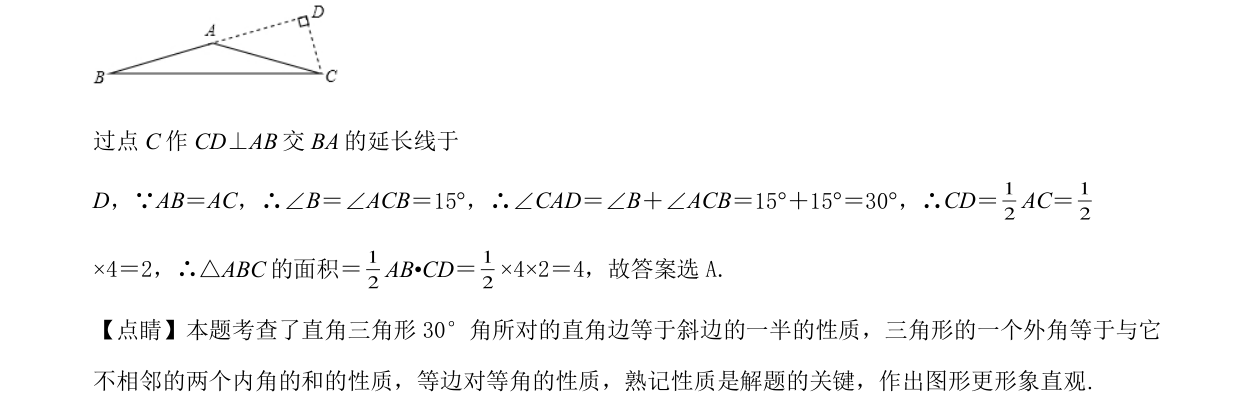 D
A
B
C
过点 C 作 CD⊥AB 交 BA 的延长线于
D，∵AB＝AC，∴∠B＝∠ACB＝15°，∴∠CAD＝∠B＋∠ACB＝15°＋15°＝30°，∴CD＝\frac{1}{2}AC＝\frac{1}{2}
×4＝2，∴△ABC 的面积＝\frac{1}{2}AB•CD＝\frac{1}{2}×4×2＝4，故答案选 A．
【点睛】本题考查了直角三角形 30°角所对的直角边等于斜边的一半的性质，三角形的一个外角等于与它
不相邻的两个内角的和的性质，等边对等角的性质，熟记性质是解题的关键，作出图形更形象直观．